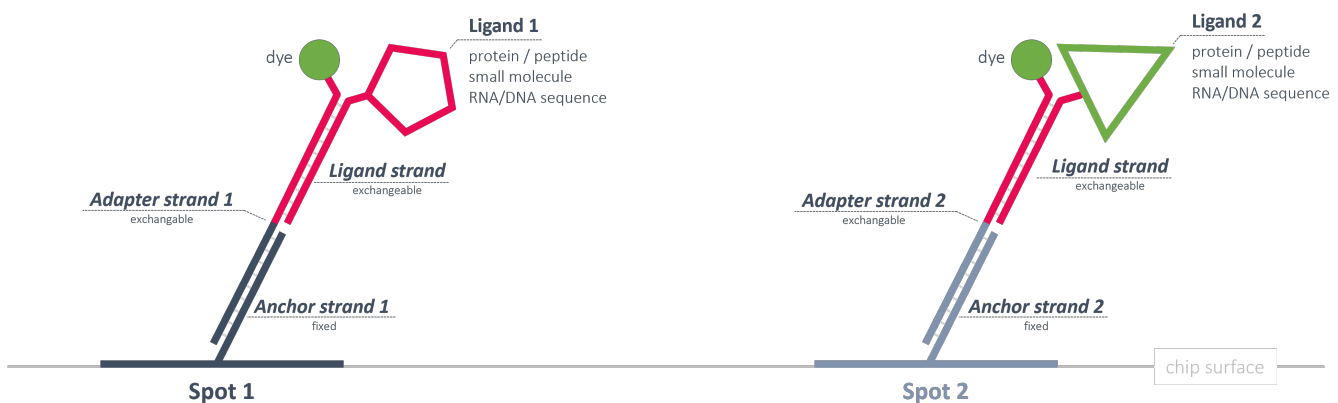 Ligand 1
dye
protein / peptide
small molecule
RNA/DNA sequence
Ligand strand
exchangeable
Adapter strand 1
exchangable
Anchor strand 1
fixed
Spot 1
Ligand 2
dye
protein / peptide
small molecule
RNA/DNA sequence
Ligand strand
exchangeable
Adapter strand 2
exchangable
Anchor strand 2
fixed
chip surface
Spot 2